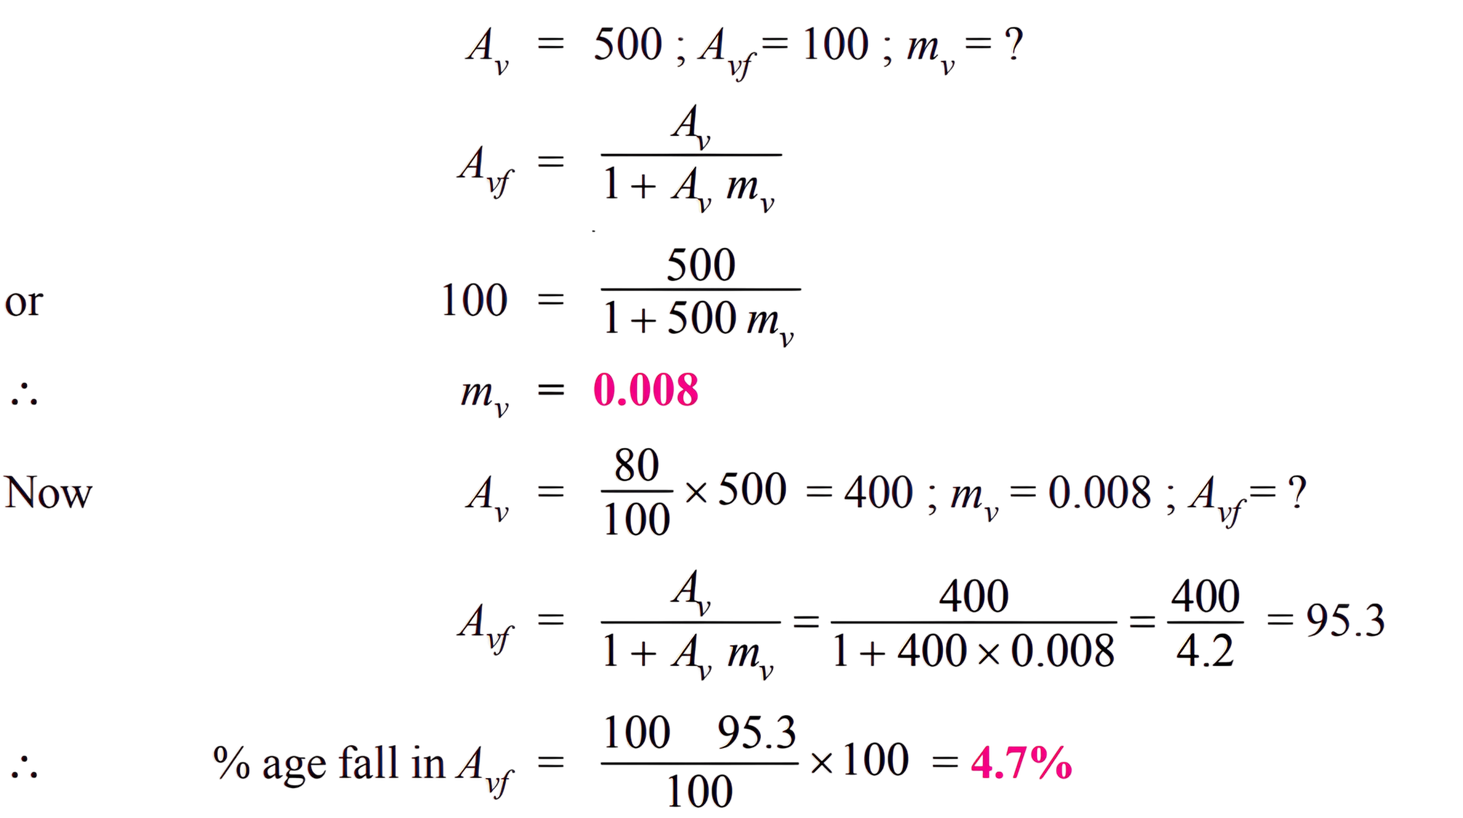 A_v = 500 ; A_vf = 100 ; m_v = ?
A_vf = A_v / (1 + A_v m_v)
or 100 = 500 / (1 + 500 m_v)
∴ m_v = 0.008
Now A_v = 80/100 × 500 = 400 ; m_v = 0.008 ; A_vf = ?
A_vf = A_v / (1 + A_v m_v) = 400 / (1 + 400 × 0.008) = 400/4.2 = 95.3
∴ % age fall in A_vf = (100 95.3)/100 × 100 = 4.7%